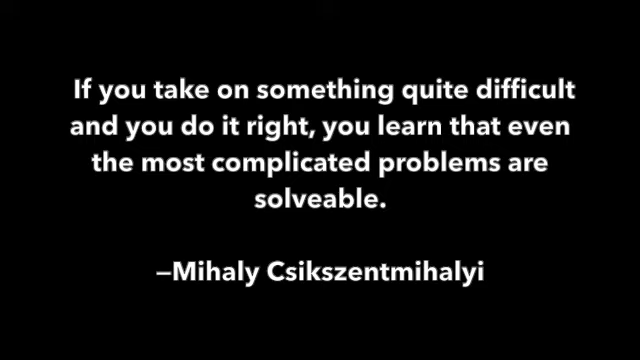 If you take on something quite difficult
and you do it right, you learn that even
the most complicated problems are
solveable.
—Mihaly Csikszentmihalyi